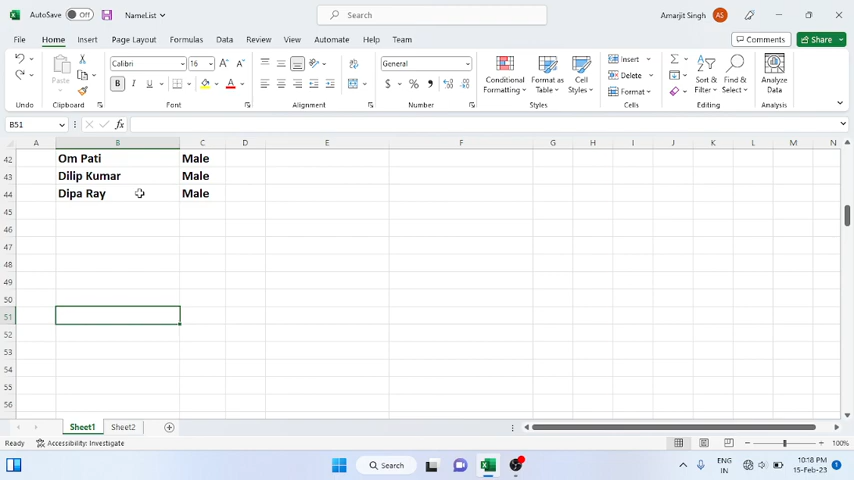 AutoSave Off NameList Search Amarjit Singh AS
File Home Insert Page Layout Formulas Data Review View Automate Help Team Comments Share
Calibri 16 A A General Insert
Paste Conditional Format as Cell Delete Sort & Find & Analyze
B I U A $ % , Formatting Table Styles Format Filter Select Data
Undo Clipboard Font Alignment Number Styles Cells Editing Analysis
B51 fx
A B C D E F G H I J K L M N
42 Om Pati Male
43 Dilip Kumar Male
44 Dipa Ray Male
45
46
47
48
49
50
51
52
53
54
55
56
Sheet1 Sheet2
Ready Accessibility: Investigate 100%
Search ENG IN 10:18 PM 15-Feb-23 1